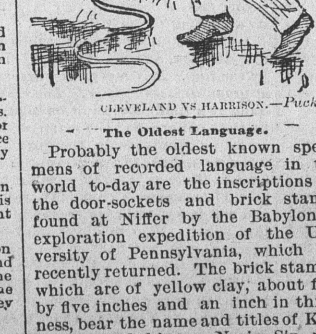 CLEVELAND VS HARRISON.—Puck
The Oldest Language.
Probably the oldest known spe
mens of recorded language in
world to-day are the inscriptions
the door-sockets and brick stam
found at Niffer by the Babylon
exploration expedition of the U
versity of Pennsylvania, which
recently returned. The brick stam
which are of yellow clay, about f
by five inches and an inch in thi
ness, bear the name and titles of K